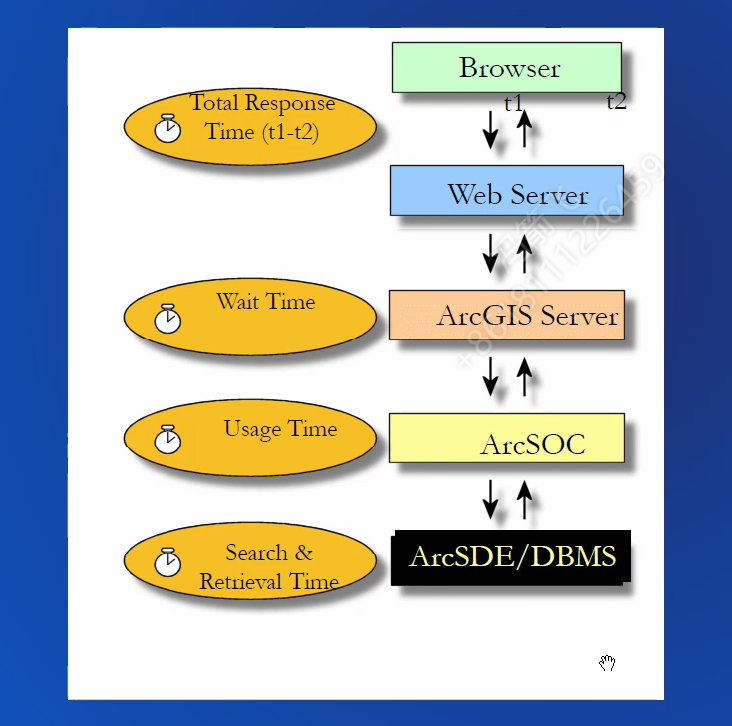 Browser
t1
t2
Total Response
Time (t1-t2)
Web Server
Wait Time
ArcGIS Server
Usage Time
ArcSOC
Search &
Retrieval Time
ArcSDE/DBMS